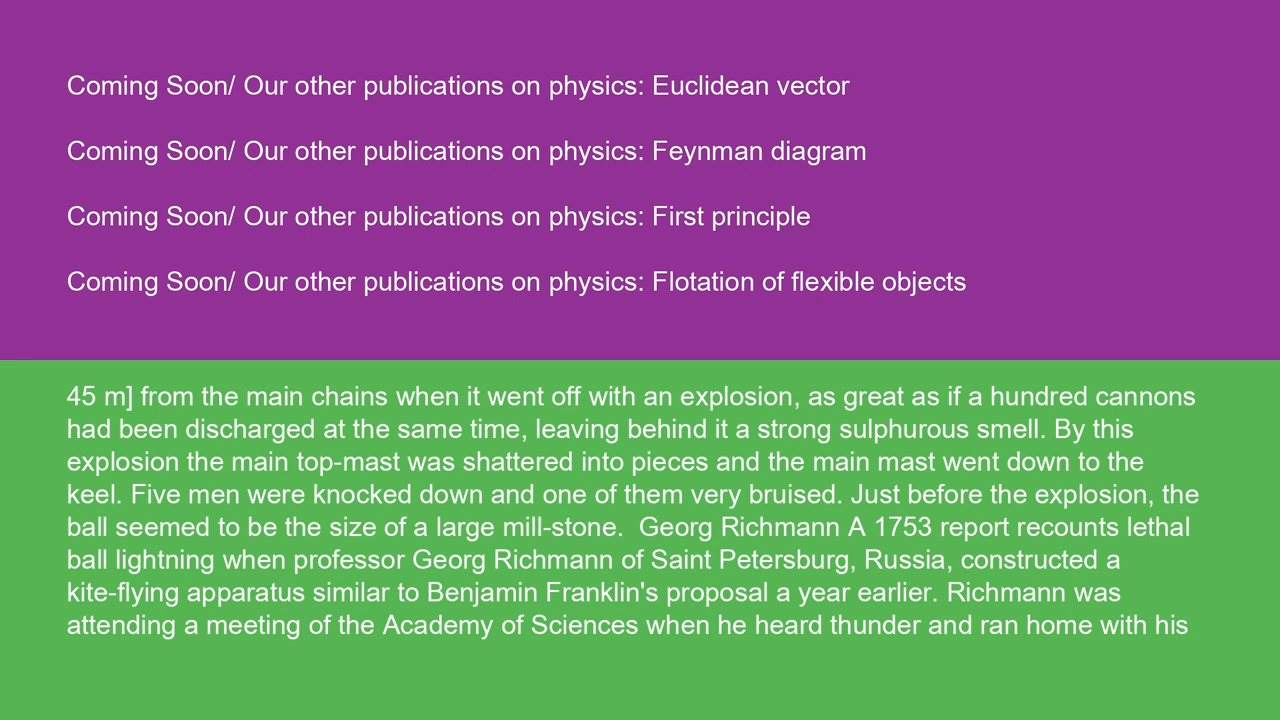 Coming Soon/ Our other publications on physics: Euclidean vector
Coming Soon/ Our other publications on physics: Feynman diagram
Coming Soon/ Our other publications on physics: First principle
Coming Soon/ Our other publications on physics: Flotation of flexible objects
45 m] from the main chains when it went off with an explosion, as great as if a hundred cannons
had been discharged at the same time, leaving behind it a strong sulphurous smell. By this
explosion the main top-mast was shattered into pieces and the main mast went down to the
keel. Five men were knocked down and one of them very bruised. Just before the explosion, the
ball seemed to be the size of a large mill-stone.  Georg Richmann A 1753 report recounts lethal
ball lightning when professor Georg Richmann of Saint Petersburg, Russia, constructed a
kite-flying apparatus similar to Benjamin Franklin's proposal a year earlier. Richmann was
attending a meeting of the Academy of Sciences when he heard thunder and ran home with his